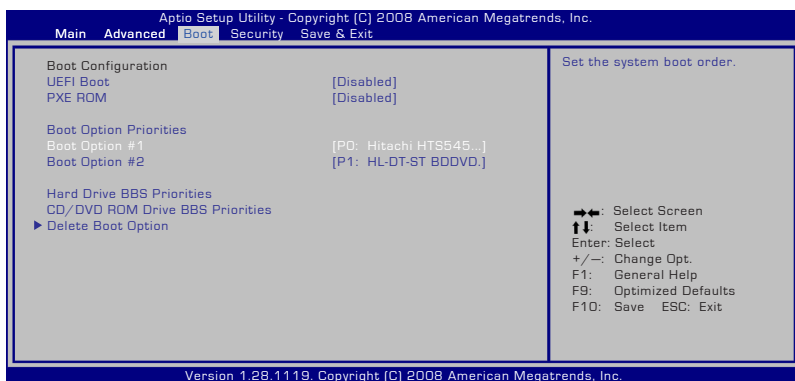 Aptio Setup Utility - Copyright (C) 2008 American Megatrends, Inc.
Main Advanced Boot Security Save & Exit
Boot Configuration
UEFI Boot [Disabled]
PXE ROM [Disabled]
Boot Option Priorities
Boot Option #1 [P0: Hitachi HTS545...]
Boot Option #2 [P1: HL-DT-ST BDDVD.]
Hard Drive BBS Priorities
CD/DVD ROM Drive BBS Priorities
Delete Boot Option
Set the system boot order.
→←: Select Screen
↑↓: Select Item
Enter: Select
+/—: Change Opt.
F1: General Help
F9: Optimized Defaults
F10: Save ESC: Exit
Version 1.28.1119. Copyright (C) 2008 American Megatrends, Inc.